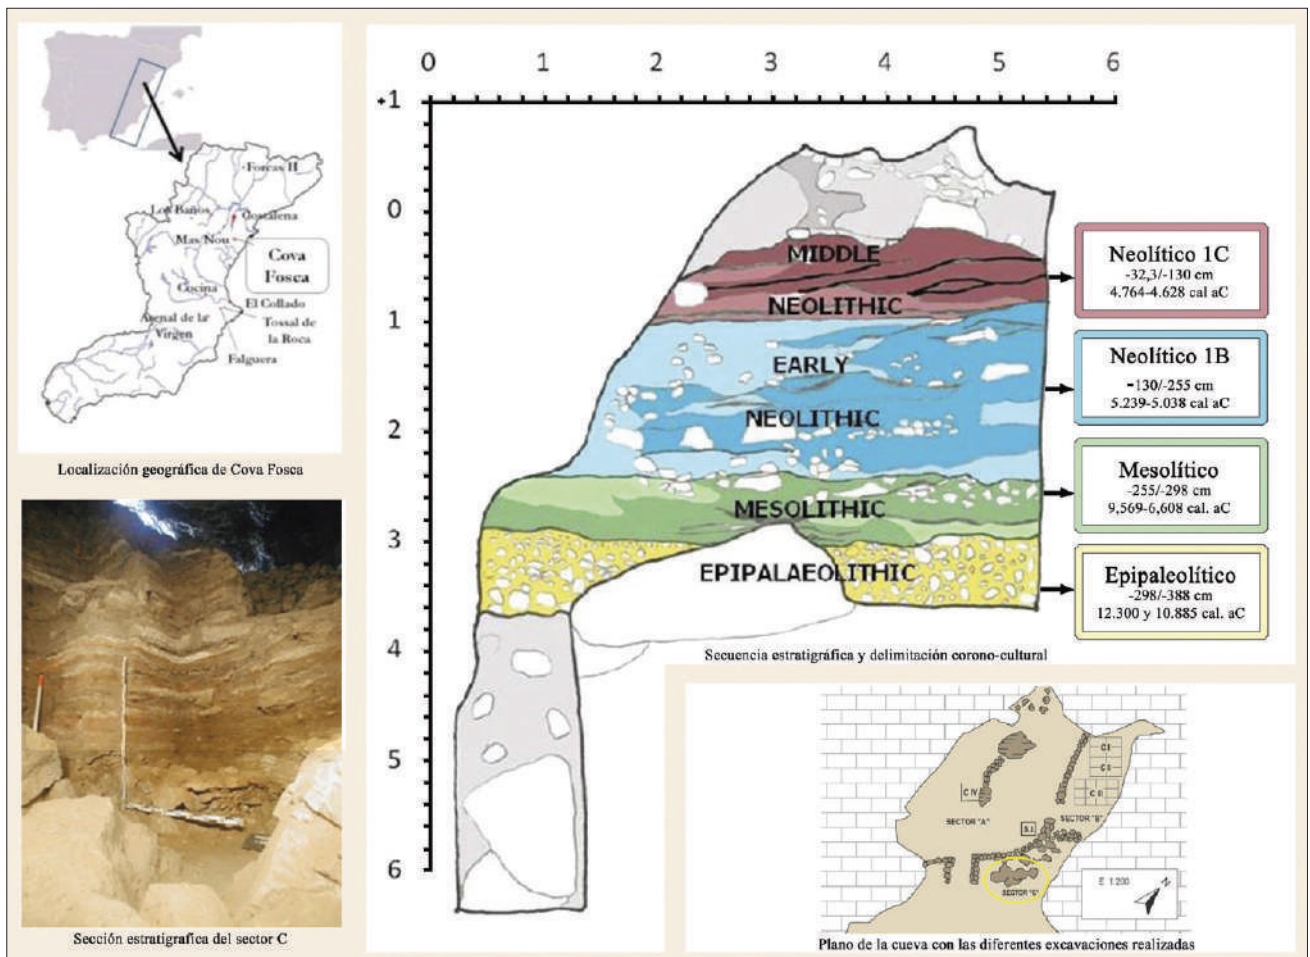 Forcas II
Los Baños
Costalena
Mas Nou
Cova
Fosca
Cocina
El Collado
Arenal de la
Virgen
Tossal de
la Roca
Falguera
Localización geográfica de Cova Fosca
Sección estratigrafica del sector C
0 1 2 3 4 5 6
+1
0
1
2
3
4
5
6
MIDDLE
NEOLITHIC
EARLY
NEOLITHIC
MESOLITHIC
EPIPALAEOLITHIC
Neolítico 1C
-32,3/-130 cm
4.764-4.628 cal aC
Neolítico 1B
-130/-255 cm
5.239-5.038 cal aC
Mesolítico
-255/-298 cm
9,569-6,608 cal. aC
Epipaleolítico
-298/-388 cm
12.300 y 10.885 cal. aC
Secuencia estratigráfica y delimitación corono-cultural
C IV
SECTOR "A"
SECTOR "B"
SECTOR "C"
E 1:200
N
Plano de la cueva con las diferentes excavaciones realizadas